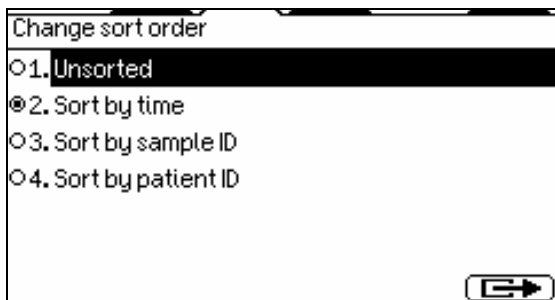 Change sort order
1. Unsorted
2. Sort by time
3. Sort by sample ID
4. Sort by patient ID